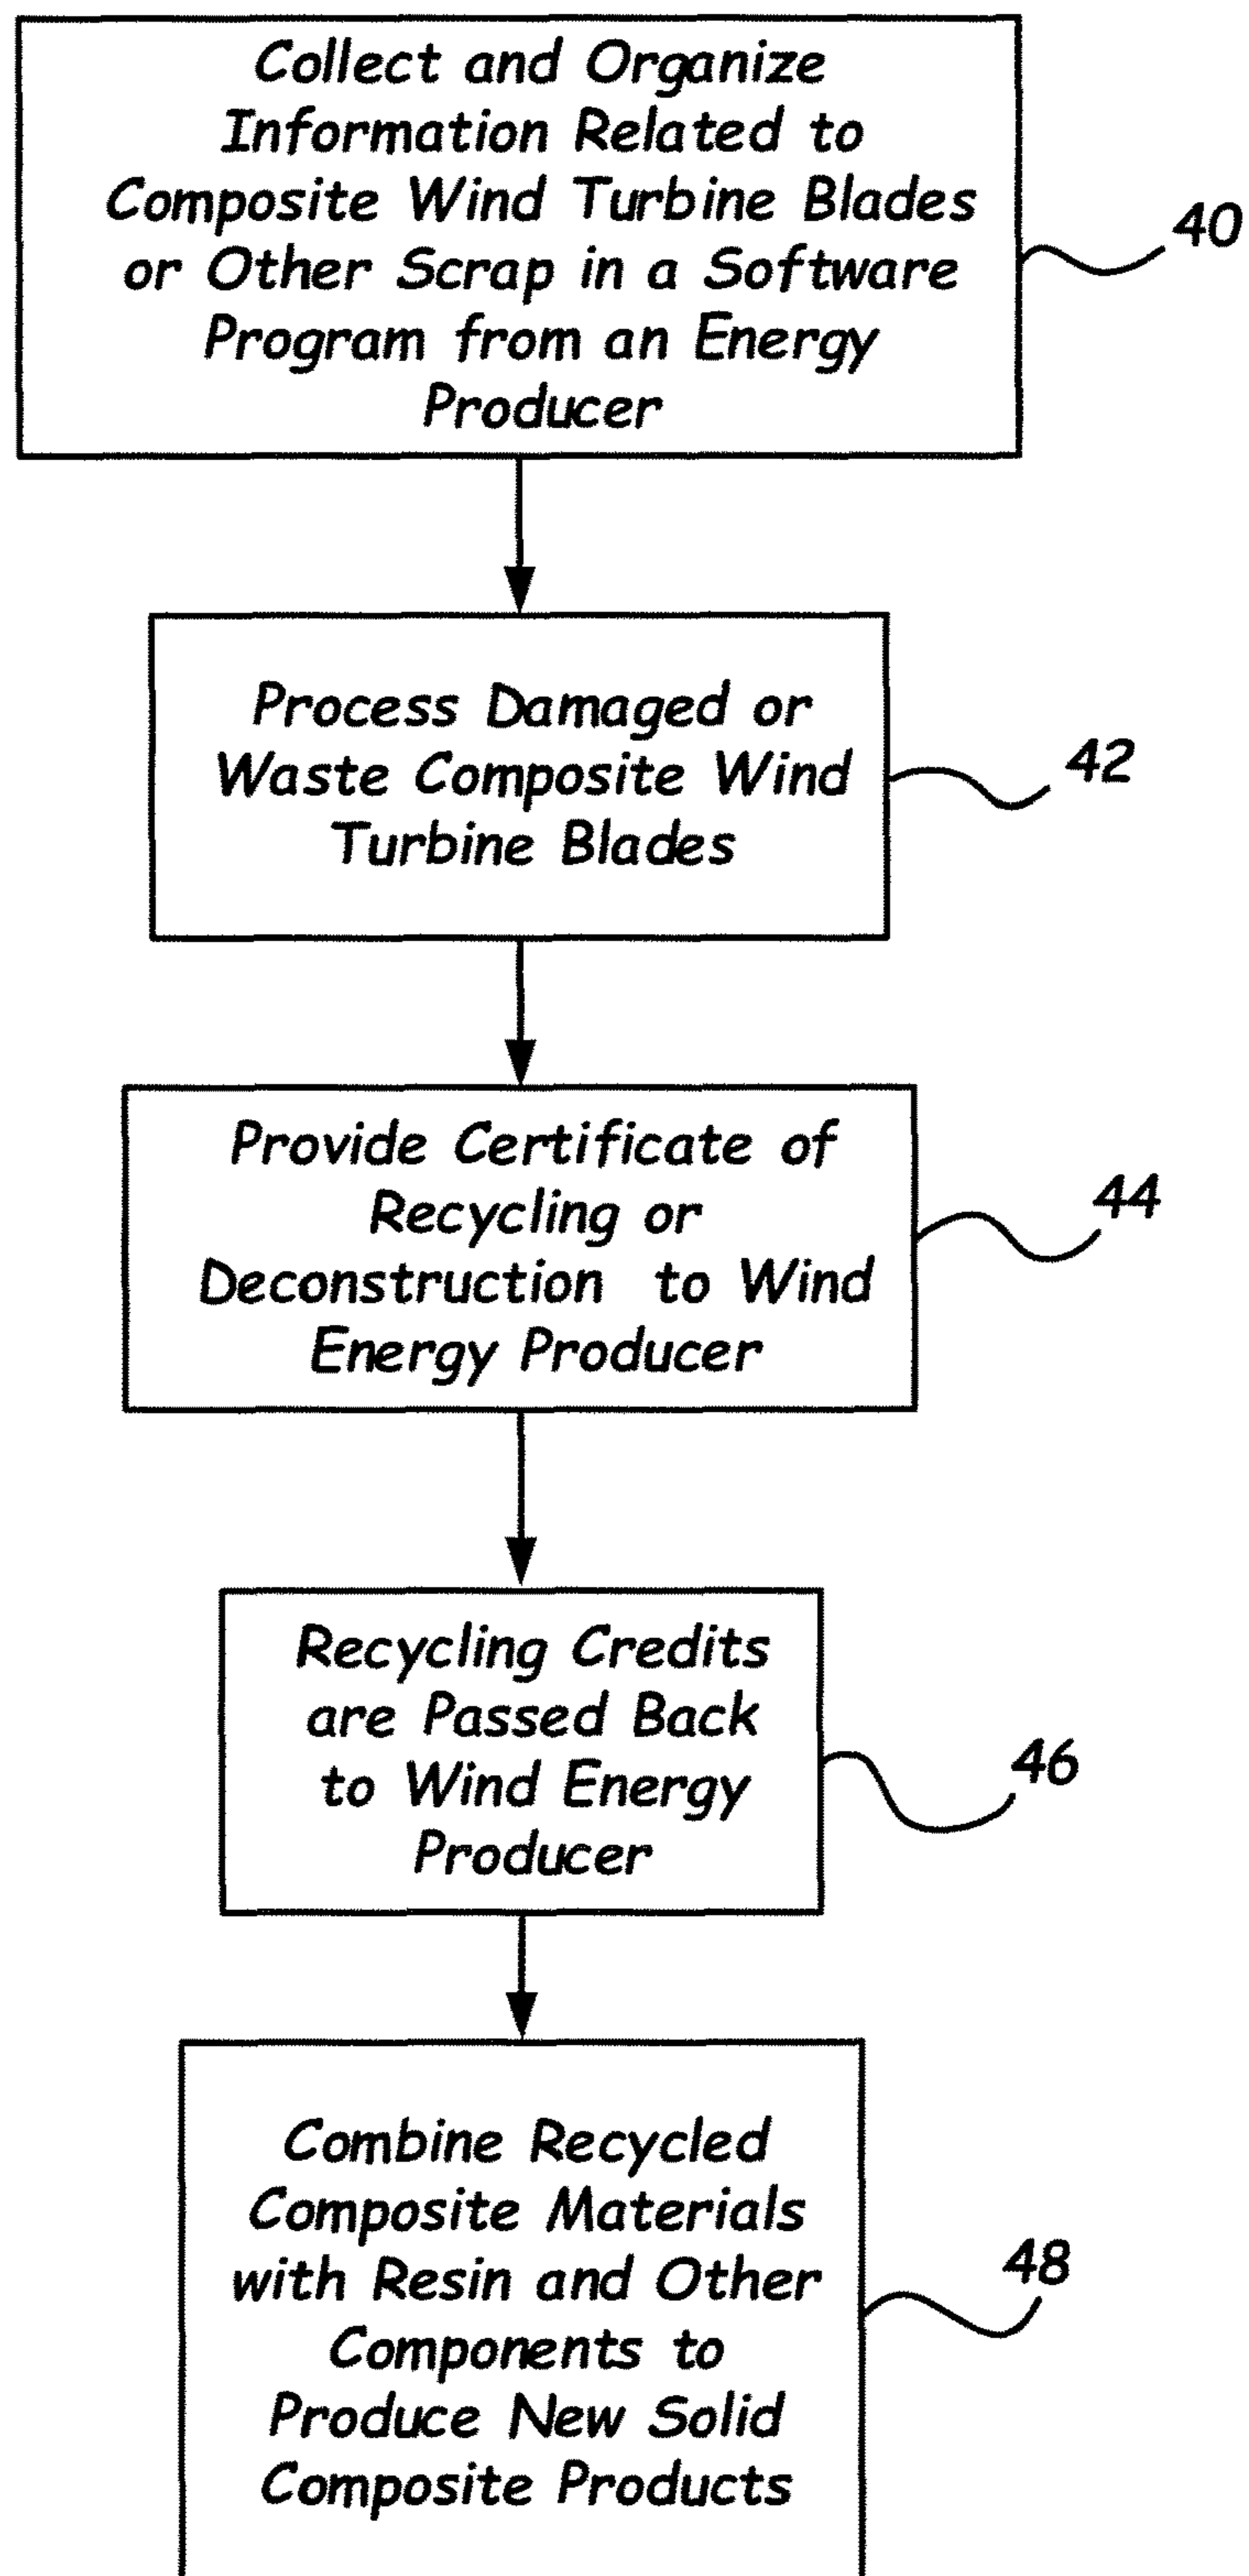 Collect and Organize
Information Related to
Composite Wind Turbine Blades
or Other Scrap in a Software
Program from an Energy
Producer
40
Process Damaged or
Waste Composite Wind
Turbine Blades
42
Provide Certificate of
Recycling or
Deconstruction to Wind
Energy Producer
44
Recycling Credits
are Passed Back
to Wind Energy
Producer
46
Combine Recycled
Composite Materials
with Resin and Other
Components to
Produce New Solid
Composite Products
48